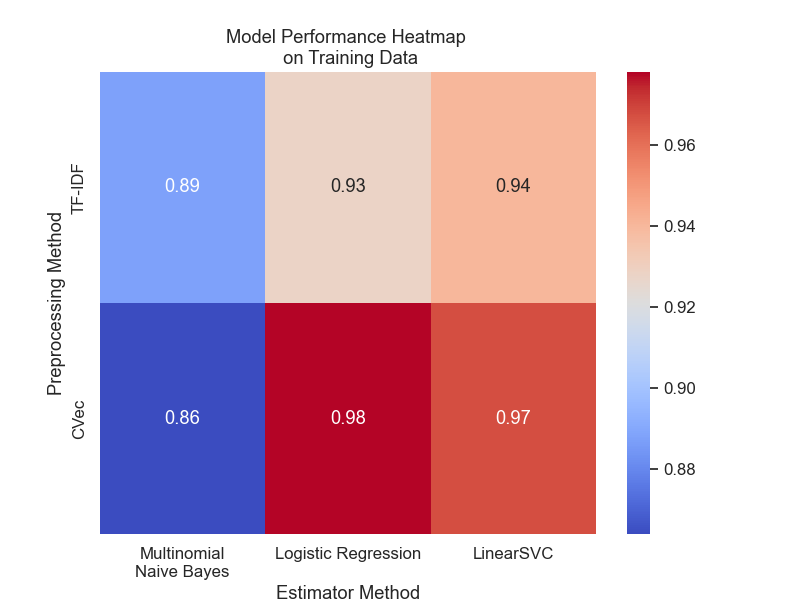 Model Performance Heatmap
on Training Data
Preprocessing Method
TF-IDF
0.89 0.93 0.94
CVec
0.86 0.98 0.97
Multinomial
Naive Bayes
Logistic Regression
LinearSVC
Estimator Method
0.96
0.94
0.92
0.90
0.88